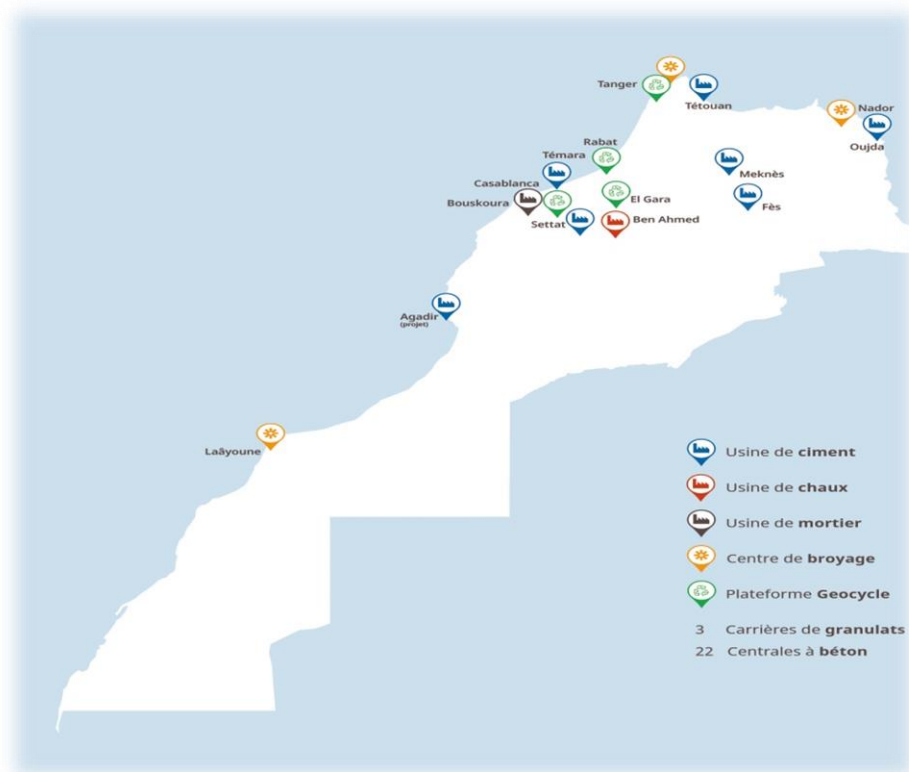 Tanger
Tétouan
Nador
Oujda
Rabat
Témara
Casablanca
Meknès
Bouskoura
El Gara
Fès
Settat
Ben Ahmed
Agadir
(projet)
Laâyoune
Usine de ciment
Usine de chaux
Usine de mortier
Centre de broyage
Plateforme Geocycle
3 Carrières de granulats
22 Centrales à béton